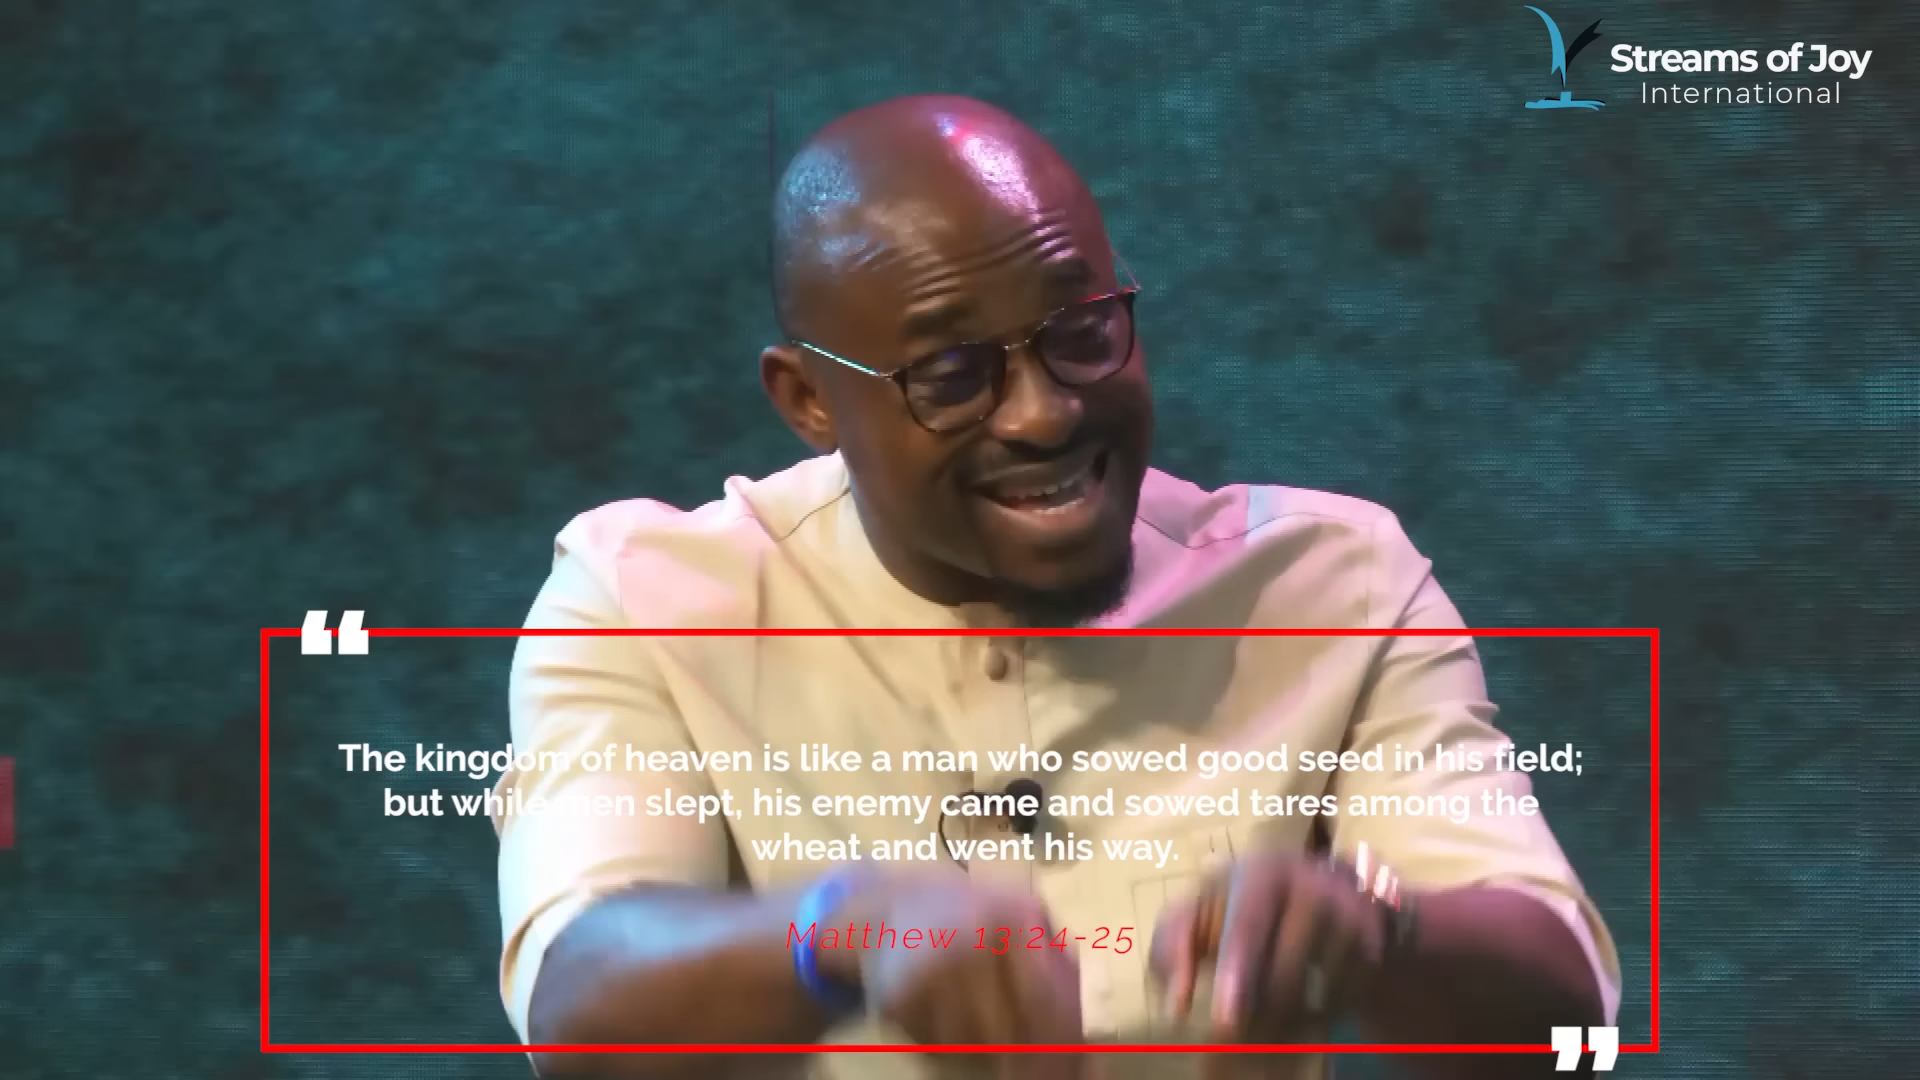 Streams of Joy
International
The kingdom of heaven is like a man who sowed good seed in his field;
but while men slept, his enemy came and sowed tares among the
wheat and went his way.
Matthew 13:24-25